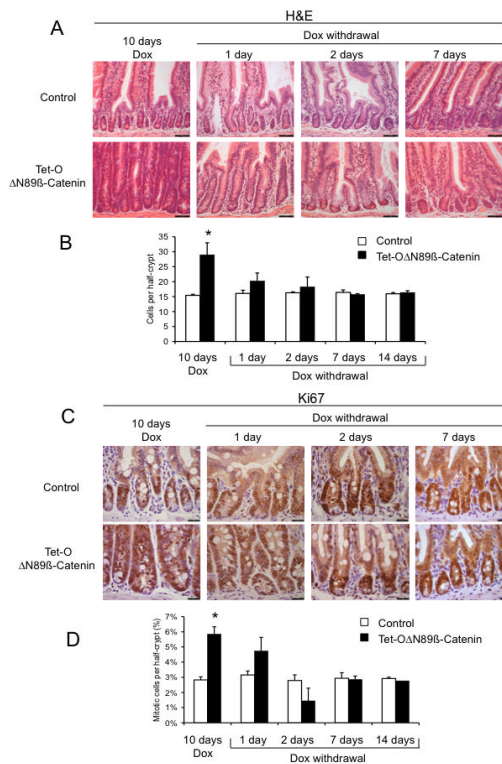 A
H&E
10 days
Dox
Dox withdrawal
1 day
2 days
7 days
Control
Tet-O
ΔN89ß-Catenin
B
Cells per half-crypt
35
30
25
20
15
10
5
0
*
Control
Tet-OΔN89ß-Catenin
10 days
Dox
1 day
2 days
7 days
14 days
Dox withdrawal
C
Ki67
10 days
Dox
Dox withdrawal
1 day
2 days
7 days
Control
Tet-O
ΔN89ß-Catenin
D
Mitotic cells per half-crypt (%)
7%
6%
5%
4%
3%
2%
1%
0%
*
Control
Tet-OΔN89ß-Catenin
10 days
Dox
1 day
2 days
7 days
14 days
Dox withdrawal